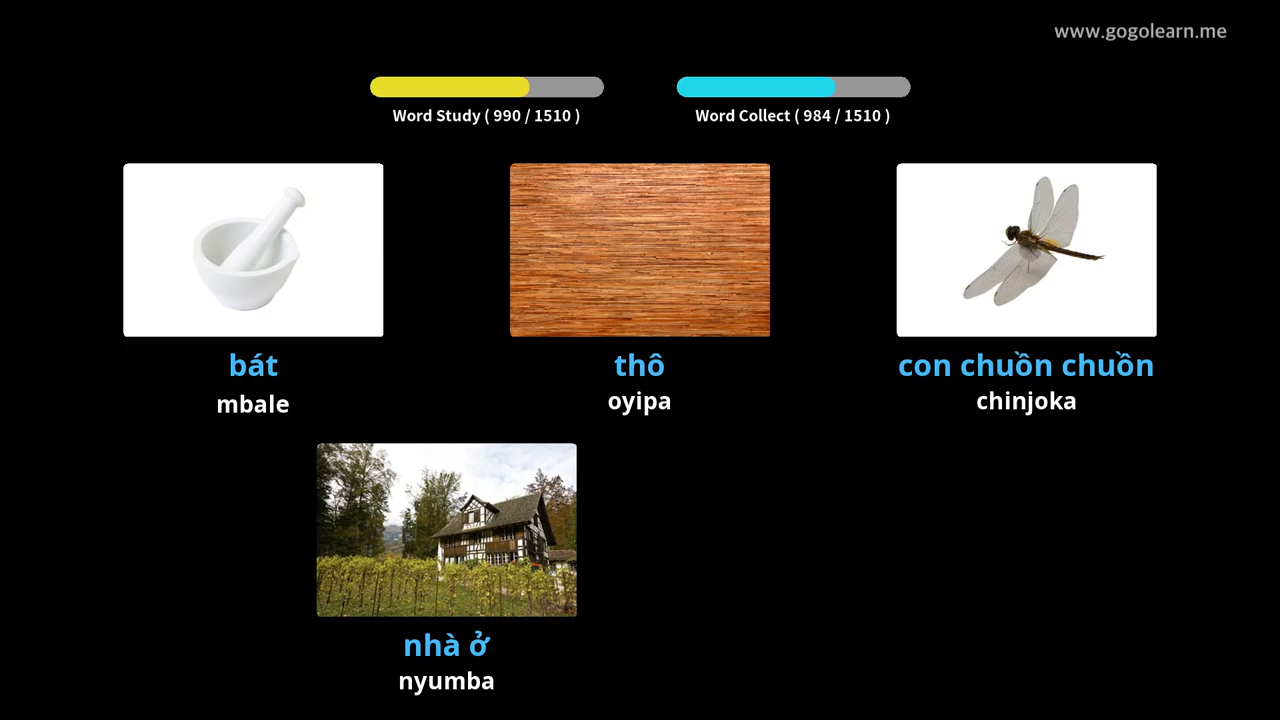 www.gogolearn.me
Word Study ( 990 / 1510 )
Word Collect ( 984 / 1510 )
bát
mbale
thô
oyipa
con chuồn chuồn
chinjoka
nhà ở
nyumba